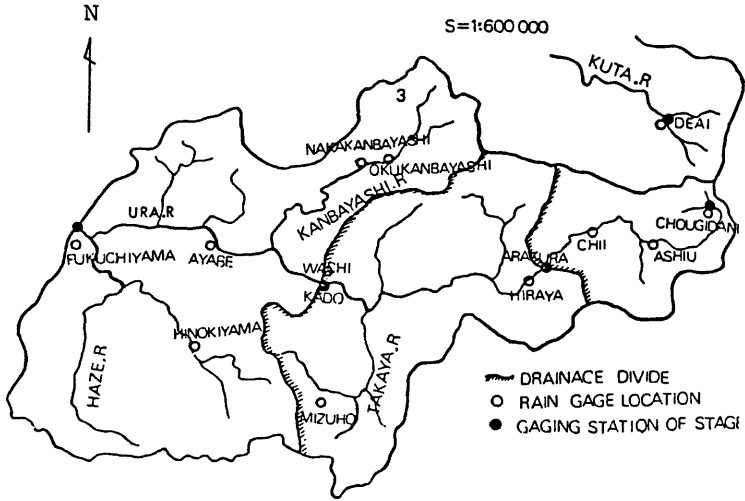 N
S=1:600 000
KUTA.R
3
DEAI
NAKAKANBAYASHI
OKUKANBAYASHI
KANBAYASHI.R
URA.R
CHOUGIDANI
FUKUCHIYAMA
AYABE
ARAKURA
CHII
ASHIU
WACHI
KADO
HIRAYA
HINOKIYAMA
HAZE.R
TAKAYA.R
MIZUHO
DRAINACE DIVIDE
RAIN GAGE LOCATION
GAGING STATION OF STAGE